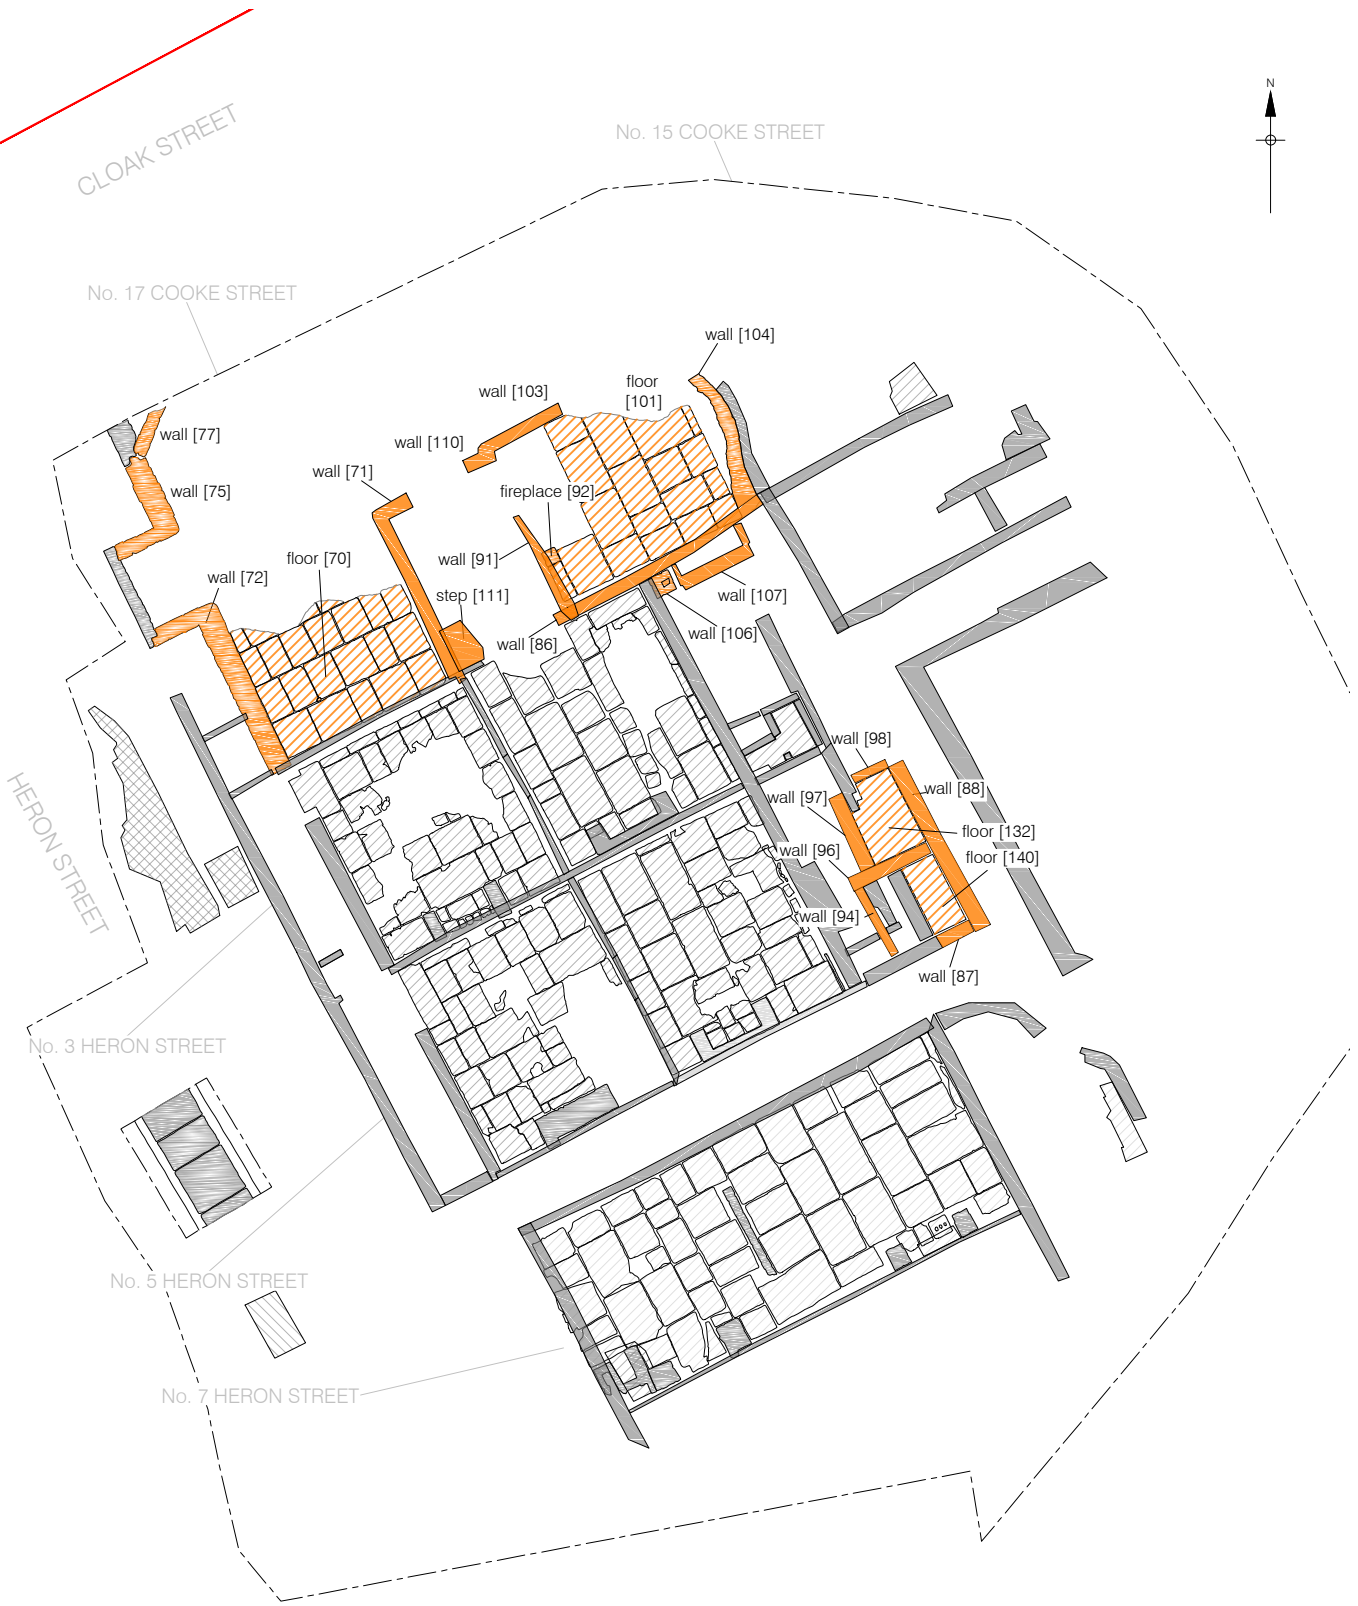 N
CLOAK STREET
No. 15 COOKE STREET
No. 17 COOKE STREET
wall [104]
floor
[101]
wall [103]
wall [77]
wall [110]
wall [71]
wall [75]
fireplace [92]
floor [70]
wall [91]
wall [72]
step [111]
wall [107]
wall [106]
wall [86]
wall [98]
HERON STREET
wall [88]
wall [97]
floor [132]
wall [96]
floor [140]
wall [94]
wall [87]
No. 3 HERON STREET
No. 5 HERON STREET
No. 7 HERON STREET